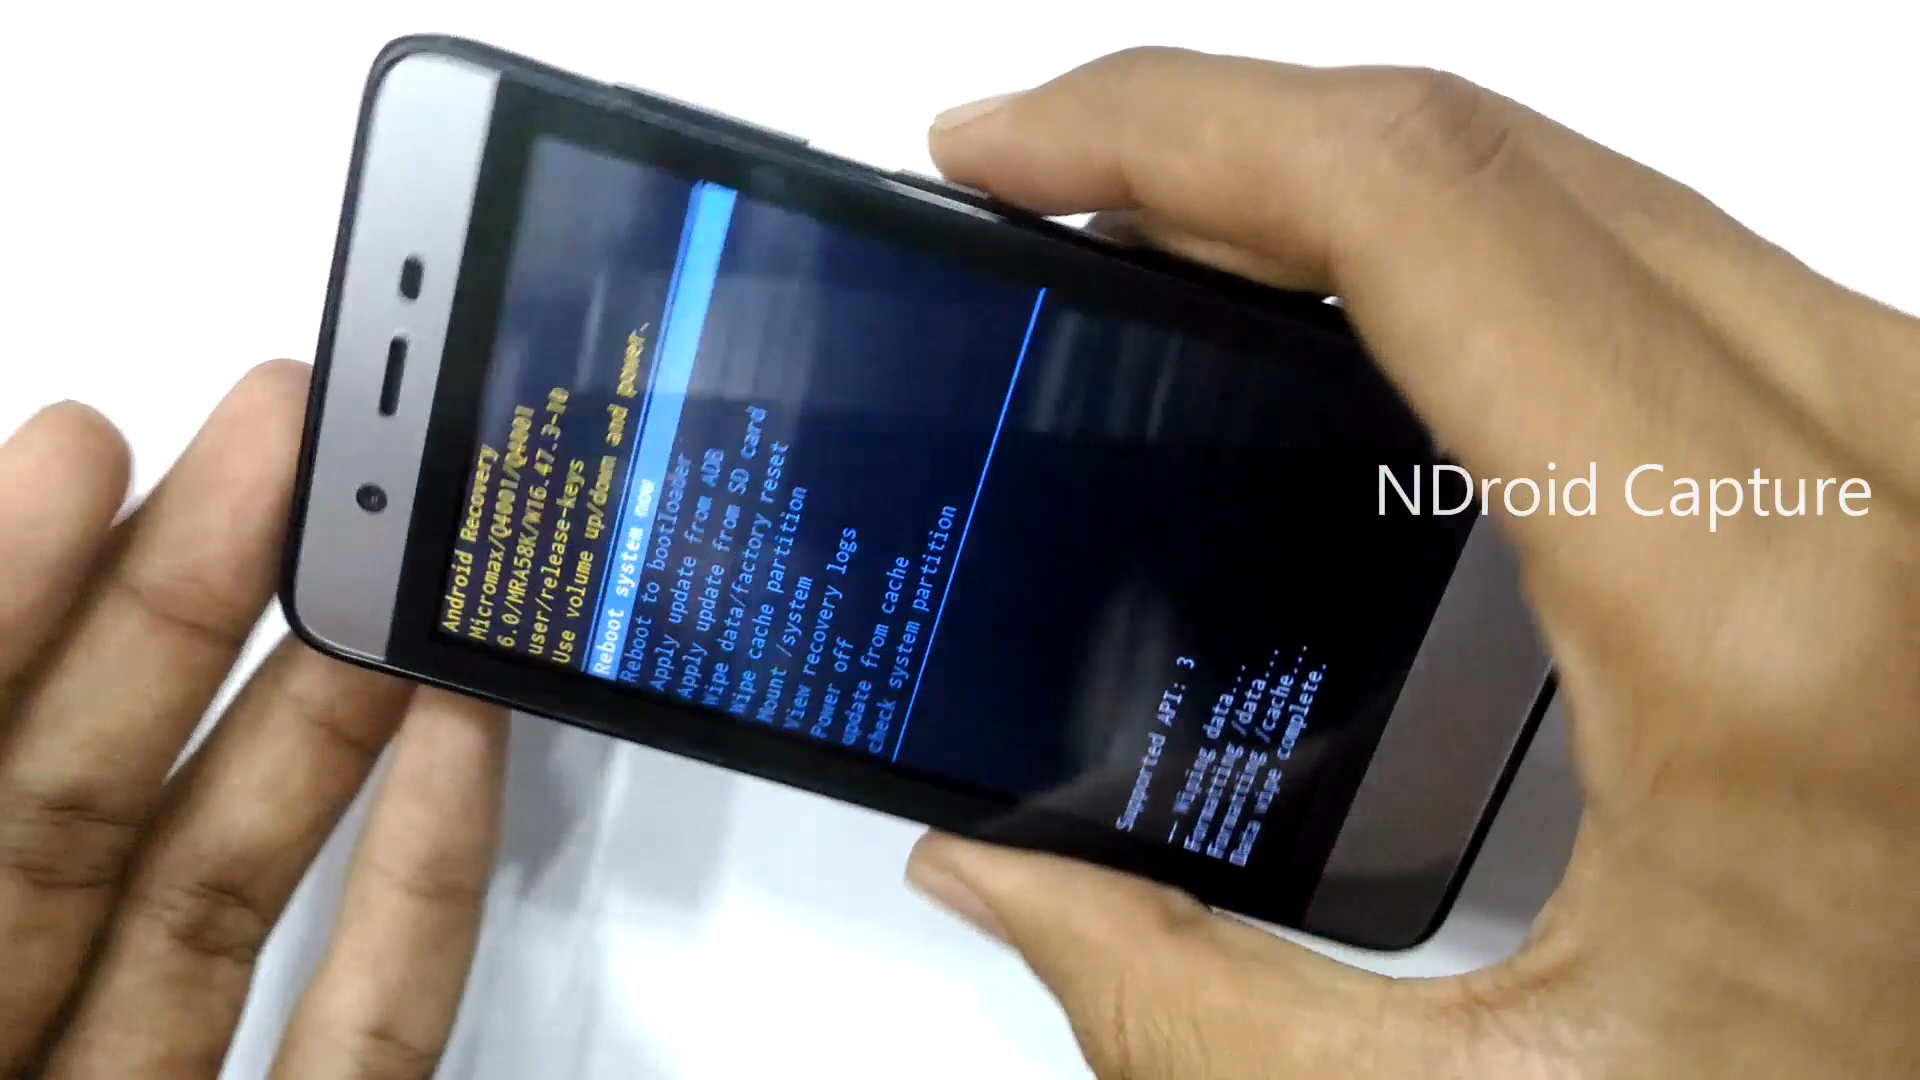 Android Recovery
Micromax/Q4001/Q4001
6.0/MRA58K/W16.47.3-10
user/release-keys
Use volume up/down and power.
Reboot system now
Reboot to bootloader
Apply update from ADB
Apply update from SD card
Wipe data/factory reset
Wipe cache partition
Mount /system
View recovery logs
Power off
update from cache
check system partition
Supported API: 3
-- Wiping data...
Formatting /data...
Formatting /cache...
Data wipe complete.
NDroid Capture